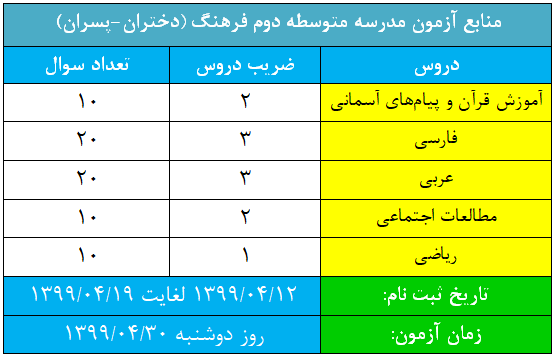 منابع آزمون مدرسه متوسطه دوم فرهنگ (دختران-پسران)
دروس ضریب دروس تعداد سوال
آموزش قرآن و پیام‌های آسمانی ۲ ۱۰
فارسی ۳ ۲۰
عربی ۳ ۲۰
مطالعات اجتماعی ۲ ۱۰
ریاضی ۱ ۱۰
تاریخ ثبت نام: ۱۳۹۹/۰۴/۱۲ لغایت ۱۳۹۹/۰۴/۱۹
زمان آزمون: روز دوشنبه ۱۳۹۹/۰۴/۳۰